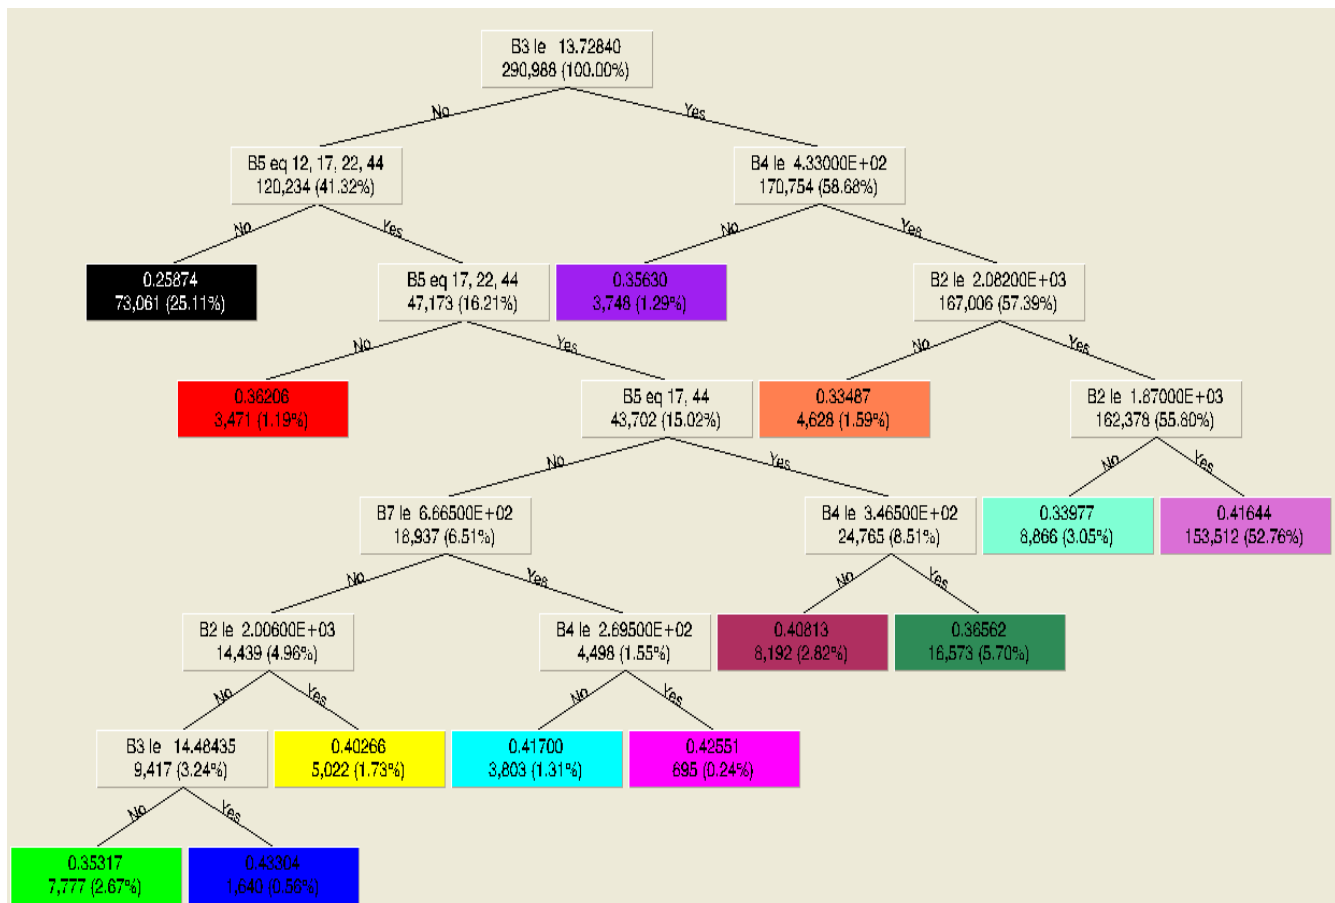 B3 le 13.72840
290,988 (100.00%)
No
Yes
B5 eq 12, 17, 22, 44
120,234 (41.32%)
B4 le 4.33000E+02
170,754 (58.68%)
No
Yes
No
Yes
0.25874
73,061 (25.11%)
B5 eq 17, 22, 44
47,173 (16.21%)
0.35630
3,748 (1.29%)
B2 le 2.08200E+03
167,006 (57.39%)
No
Yes
No
Yes
0.36206
3,471 (1.19%)
B5 eq 17, 44
43,702 (15.02%)
0.33487
4,628 (1.59%)
B2 le 1.87000E+03
162,378 (55.80%)
No
Yes
No
Yes
B7 le 6.66500E+02
18,937 (6.51%)
B4 le 3.46500E+02
24,765 (8.51%)
0.33977
8,866 (3.05%)
0.41644
153,512 (52.76%)
No
Yes
No
Yes
B2 le 2.00600E+03
14,439 (4.96%)
B4 le 2.69500E+02
4,498 (1.55%)
0.40813
8,192 (2.82%)
0.36562
16,573 (5.70%)
No
Yes
No
Yes
B3 le 14.48435
9,417 (3.24%)
0.40266
5,022 (1.73%)
0.41700
3,803 (1.31%)
0.42551
695 (0.24%)
No
Yes
0.35317
7,777 (2.67%)
0.43304
1,640 (0.56%)